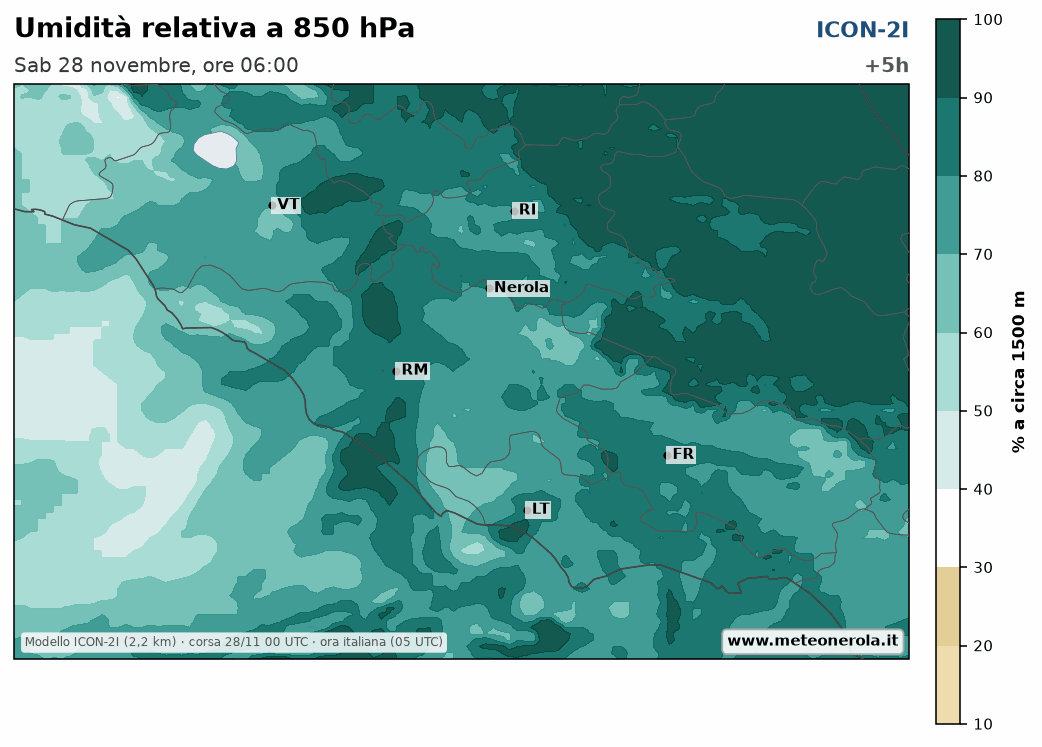 Umidità relativa a 850 hPa
ICON-2I
Sab 28 novembre, ore 06:00
+5h
VT
RI
Nerola
RM
FR
LT
Modello ICON-2I (2,2 km) · corsa 28/11 00 UTC · ora italiana (05 UTC)
www.meteonerola.it
100
90
80
70
60
50
40
30
20
10
% a circa 1500 m